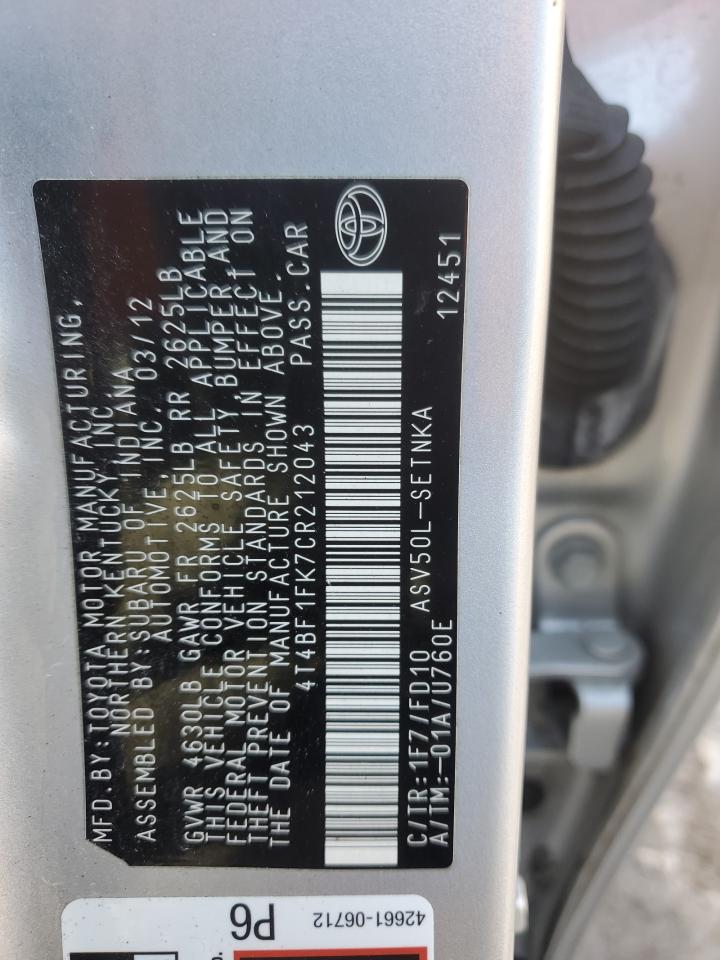 MFD.BY:TOYOTA MOTOR MANUFACTURING,
NORTHERN KENTUCKY,INC.
ASSEMBLED BY:SUBARU OF INDIANA
AUTOMOTIVE, INC. 03/12
GVWR 4630LB GAWR FR 2625LB RR 2625LB
THIS VEHICLE CONFORMS TO ALL APPLICABLE
FEDERAL MOTOR VEHICLE SAFETY, BUMPER, AND
THEFT PREVENTION STANDARDS IN EFFECT ON
THE DATE OF MANUFACTURE SHOWN ABOVE.
4T4BF1FK7CR212043 PASS.CAR
C/TR:1F7/FD10 ASV50L-SETNKA 12451
A/TM:-01A/U760E
42661-06712
P6